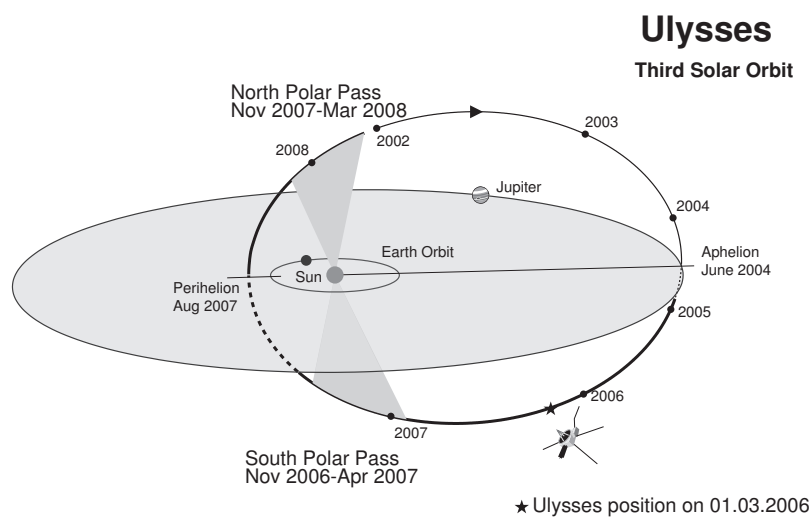 Ulysses
Third Solar Orbit
North Polar Pass
Nov 2007-Mar 2008
2002
2003
2008
Jupiter
2004
Earth Orbit
Aphelion
June 2004
Sun
Perihelion
Aug 2007
2005
2006
2007
South Polar Pass
Nov 2006-Apr 2007
★ Ulysses position on 01.03.2006